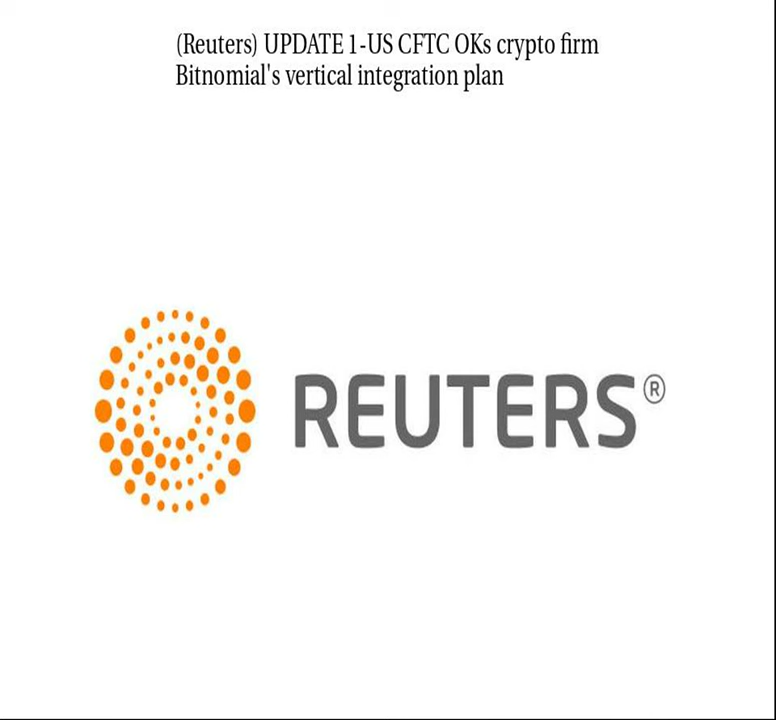 (Reuters) UPDATE 1-US CFTC OKs crypto firm
Bitnomial's vertical integration plan
REUTERS®